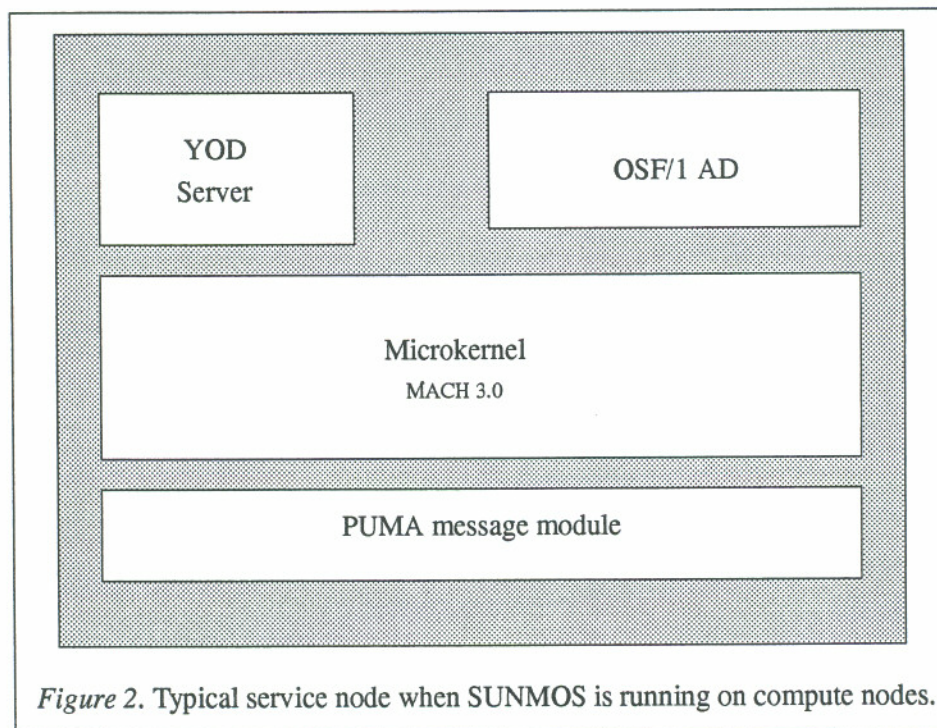 YOD
Server
OSF/1 AD
Microkernel
MACH 3.0
PUMA message module
Figure 2. Typical service node when SUNMOS is running on compute nodes.